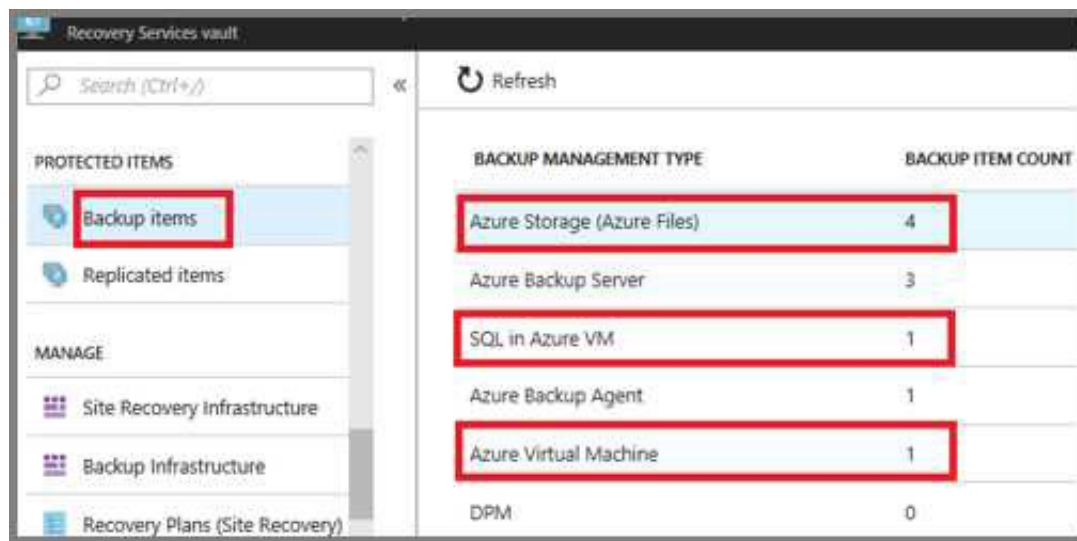 Recovery Services vault
Search (Ctrl+/)
«
Refresh
PROTECTED ITEMS
Backup items
Replicated items
MANAGE
Site Recovery Infrastructure
Backup Infrastructure
Recovery Plans (Site Recovery)
BACKUP MANAGEMENT TYPE BACKUP ITEM COUNT
Azure Storage (Azure Files) 4
Azure Backup Server 3
SQL in Azure VM 1
Azure Backup Agent 1
Azure Virtual Machine 1
DPM 0